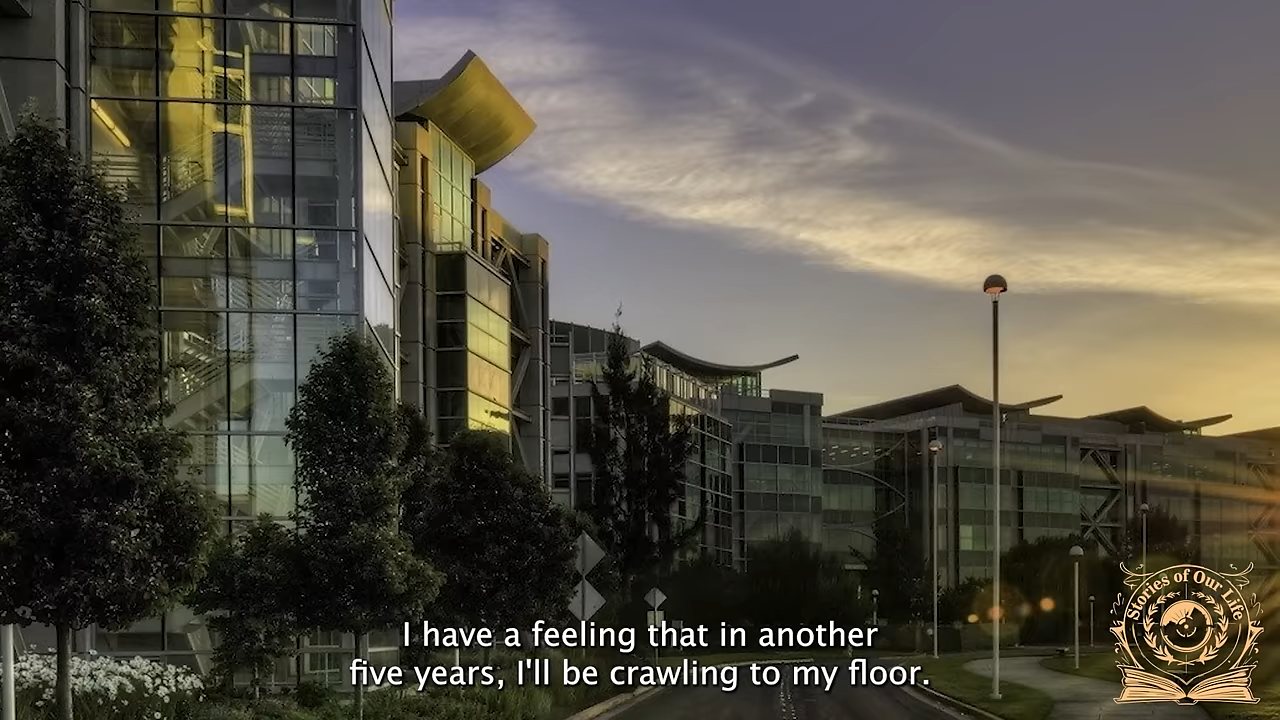 I have a feeling that in another
five years, I'll be crawling to my floor.
Stories of Our Life